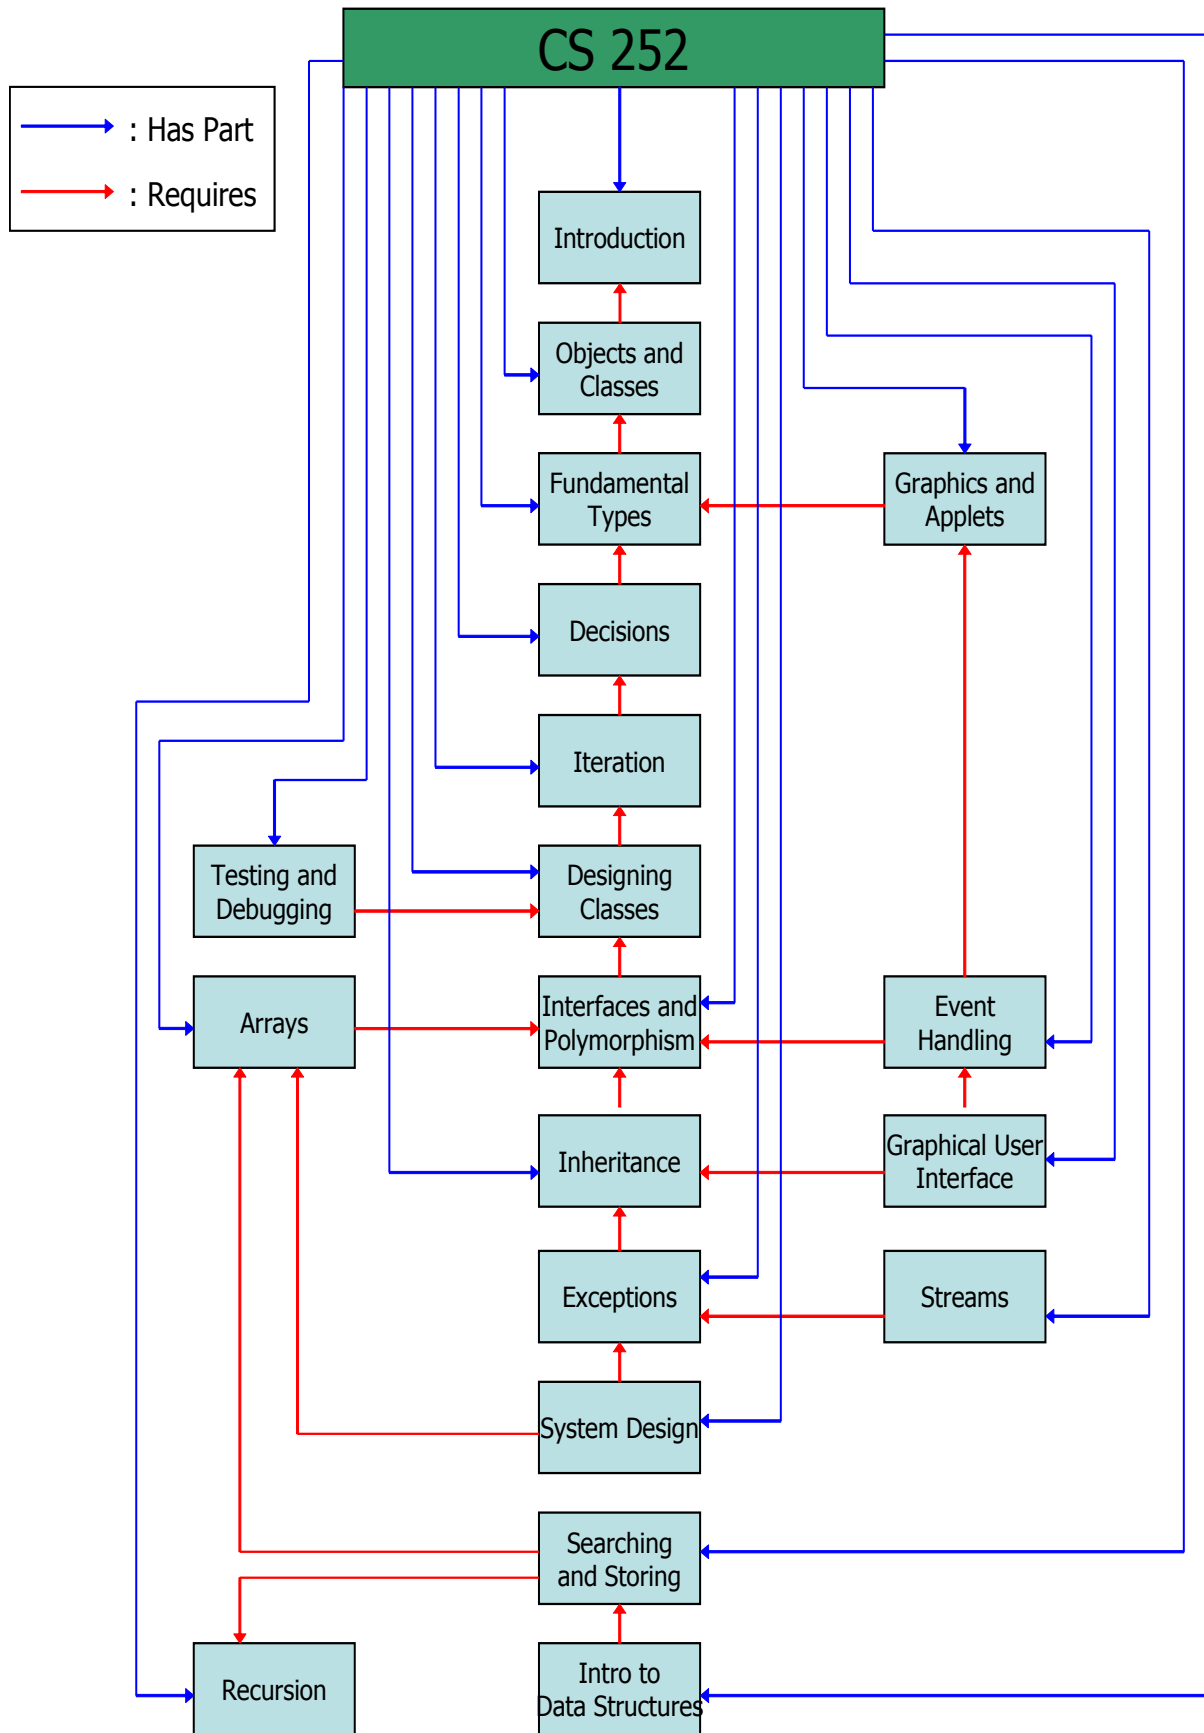 CS 252
: Has Part
: Requires
Introduction
Objects and
Classes
Fundamental
Types
Graphics and
Applets
Decisions
Iteration
Testing and
Debugging
Designing
Classes
Arrays
Interfaces and
Polymorphism
Event
Handling
Inheritance
Graphical User
Interface
Exceptions
Streams
System Design
Searching
and Storing
Recursion
Intro to
Data Structures